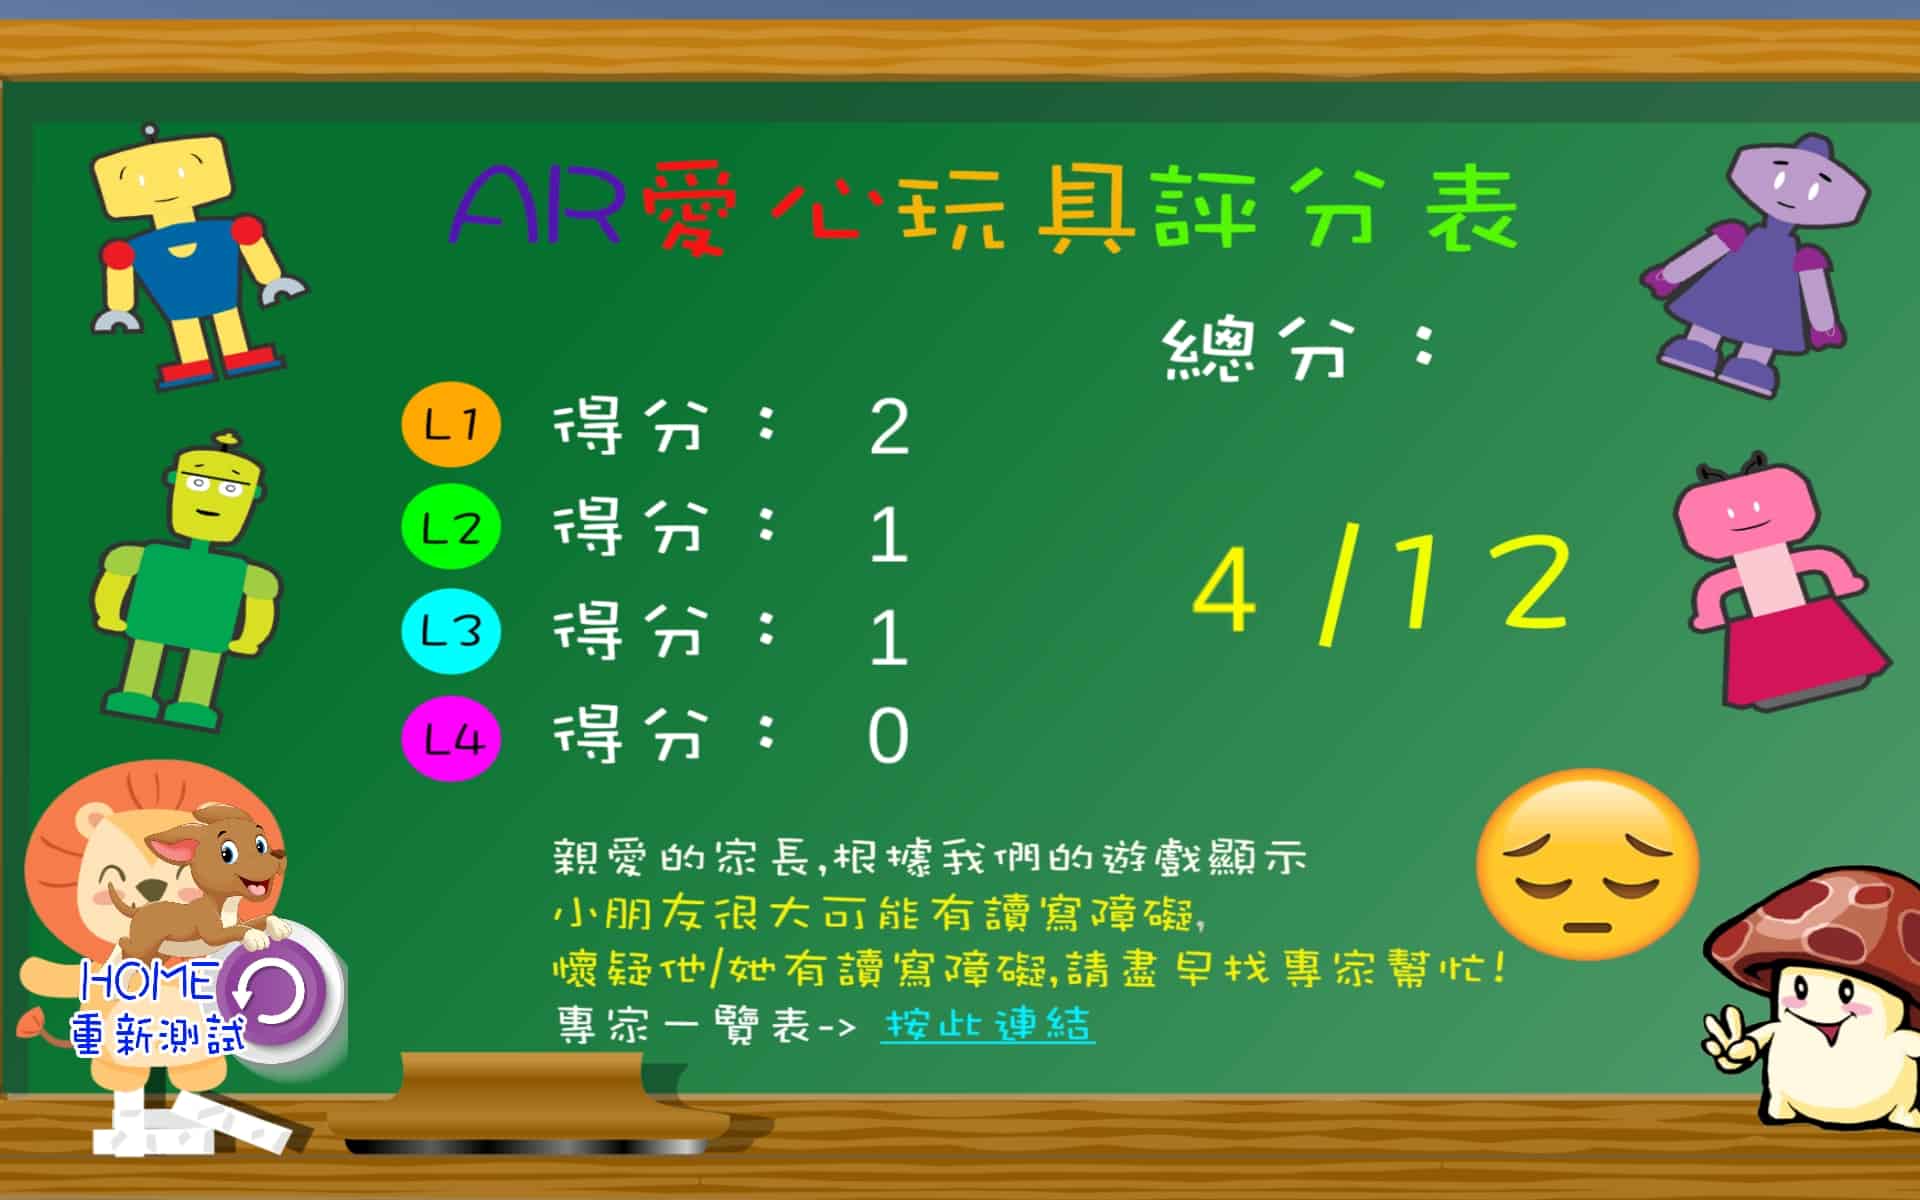 AR愛心玩具評分表
總分：
L1 得分： 2
L2 得分： 1
L3 得分： 1
L4 得分： 0
4 /12
親愛的家長,根據我們的遊戲顯示
小朋友很大可能有讀寫障礙,
懷疑他/她有讀寫障礙,請盡早找專家幫忙!
專家一覽表-> 按此連結
HOME
重新測試